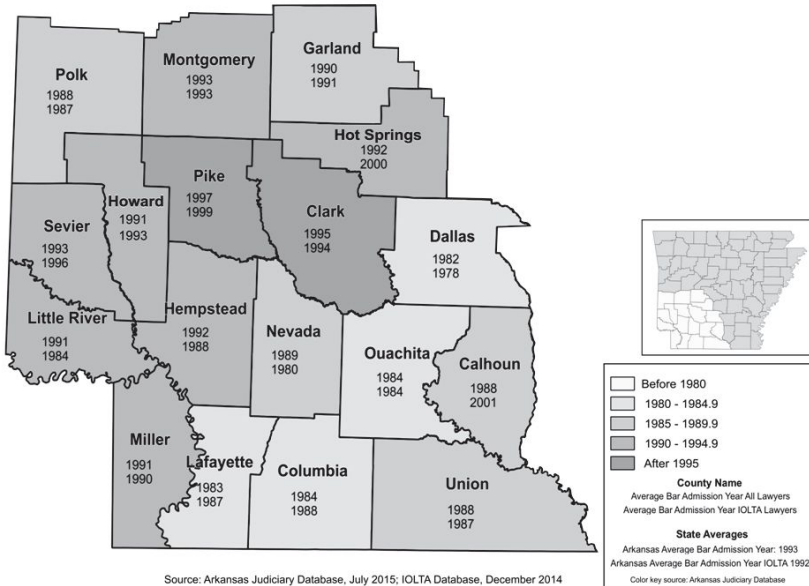 Polk
1988
1987
Montgomery
1993
1993
Garland
1990
1991
Hot Springs
1992
2000
Pike
1997
1999
Howard
1991
1993
Clark
1995
1994
Sevier
1993
1996
Dallas
1982
1978
Little River
1991
1984
Hempstead
1992
1988
Nevada
1989
1980
Ouachita
1984
1984
Calhoun
1988
2001
Miller
1991
1990
Lafayette
1983
1987
Columbia
1984
1988
Union
1988
1987
Before 1980
1980 - 1984.9
1985 - 1989.9
1990 - 1994.9
After 1995
County Name
Average Bar Admission Year All Lawyers
Average Bar Admission Year IOLTA Lawyers
State Averages
Arkansas Average Bar Admission Year: 1993
Arkansas Average Bar Admission Year IOLTA 1992
Color key source: Arkansas Judiciary Database
Source: Arkansas Judiciary Database, July 2015; IOLTA Database, December 2014